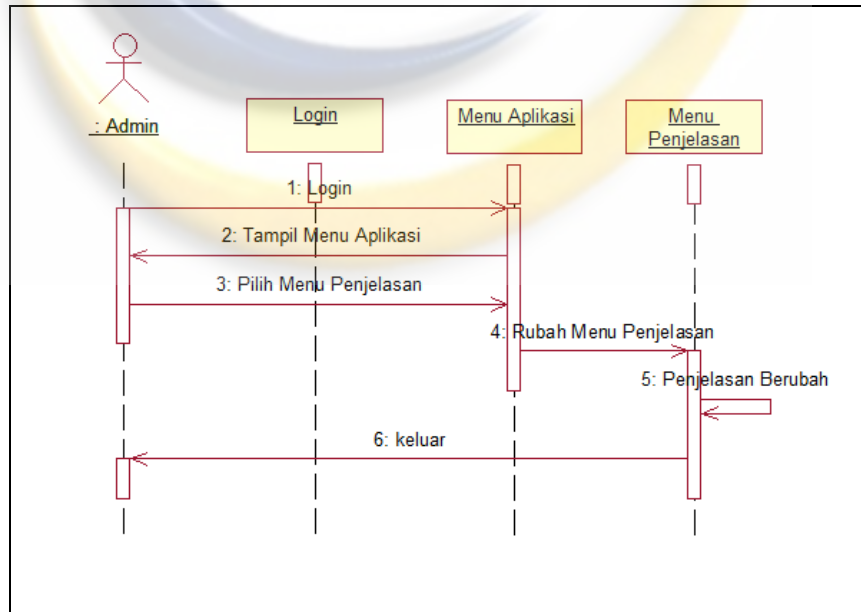 : Admin
Login
Menu Aplikasi
Menu
Penjelasan
1: Login
2: Tampil Menu Aplikasi
3: Pilih Menu Penjelasan
4: Rubah Menu Penjelasan
5: Penjelasan Berubah
6: keluar